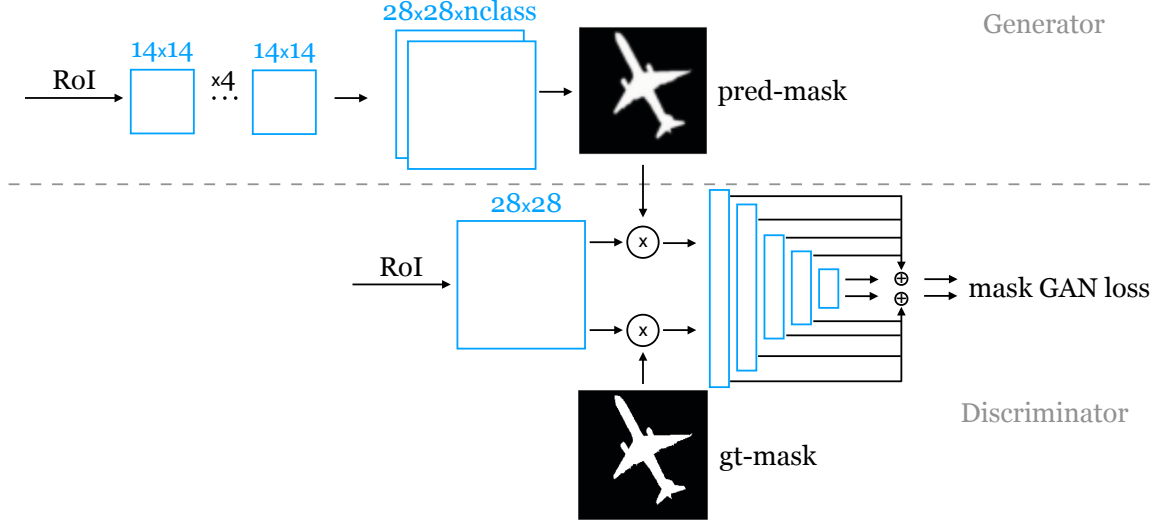 28x28xnclass
Generator
14x14
14x14
RoI
x4
...
pred-mask
28x28
x
RoI
mask GAN loss
x
Discriminator
gt-mask